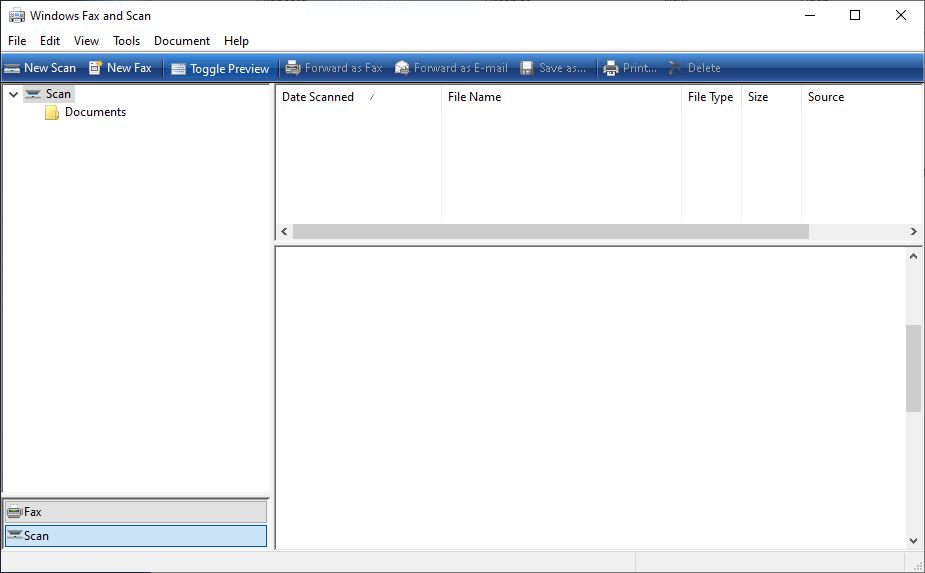 Windows Fax and Scan
File Edit View Tools Document Help
New Scan New Fax Toggle Preview Forward as Fax Forward as E-mail Save as... Print... Delete
Scan
Documents
Date Scanned File Name File Type Size Source
Fax
Scan